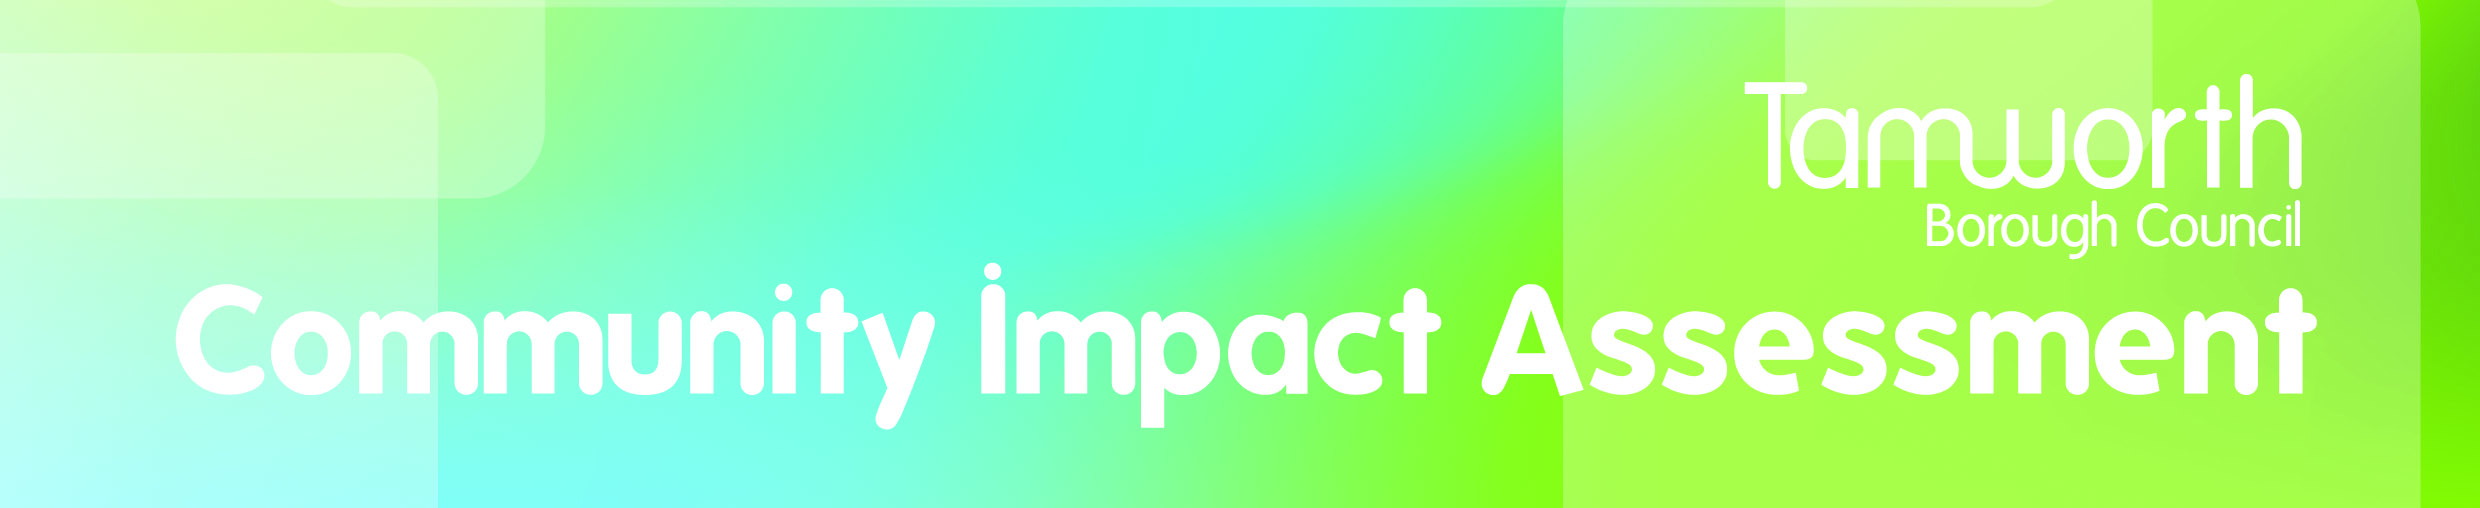 Tamworth
Borough Council
Community Impact Assessment